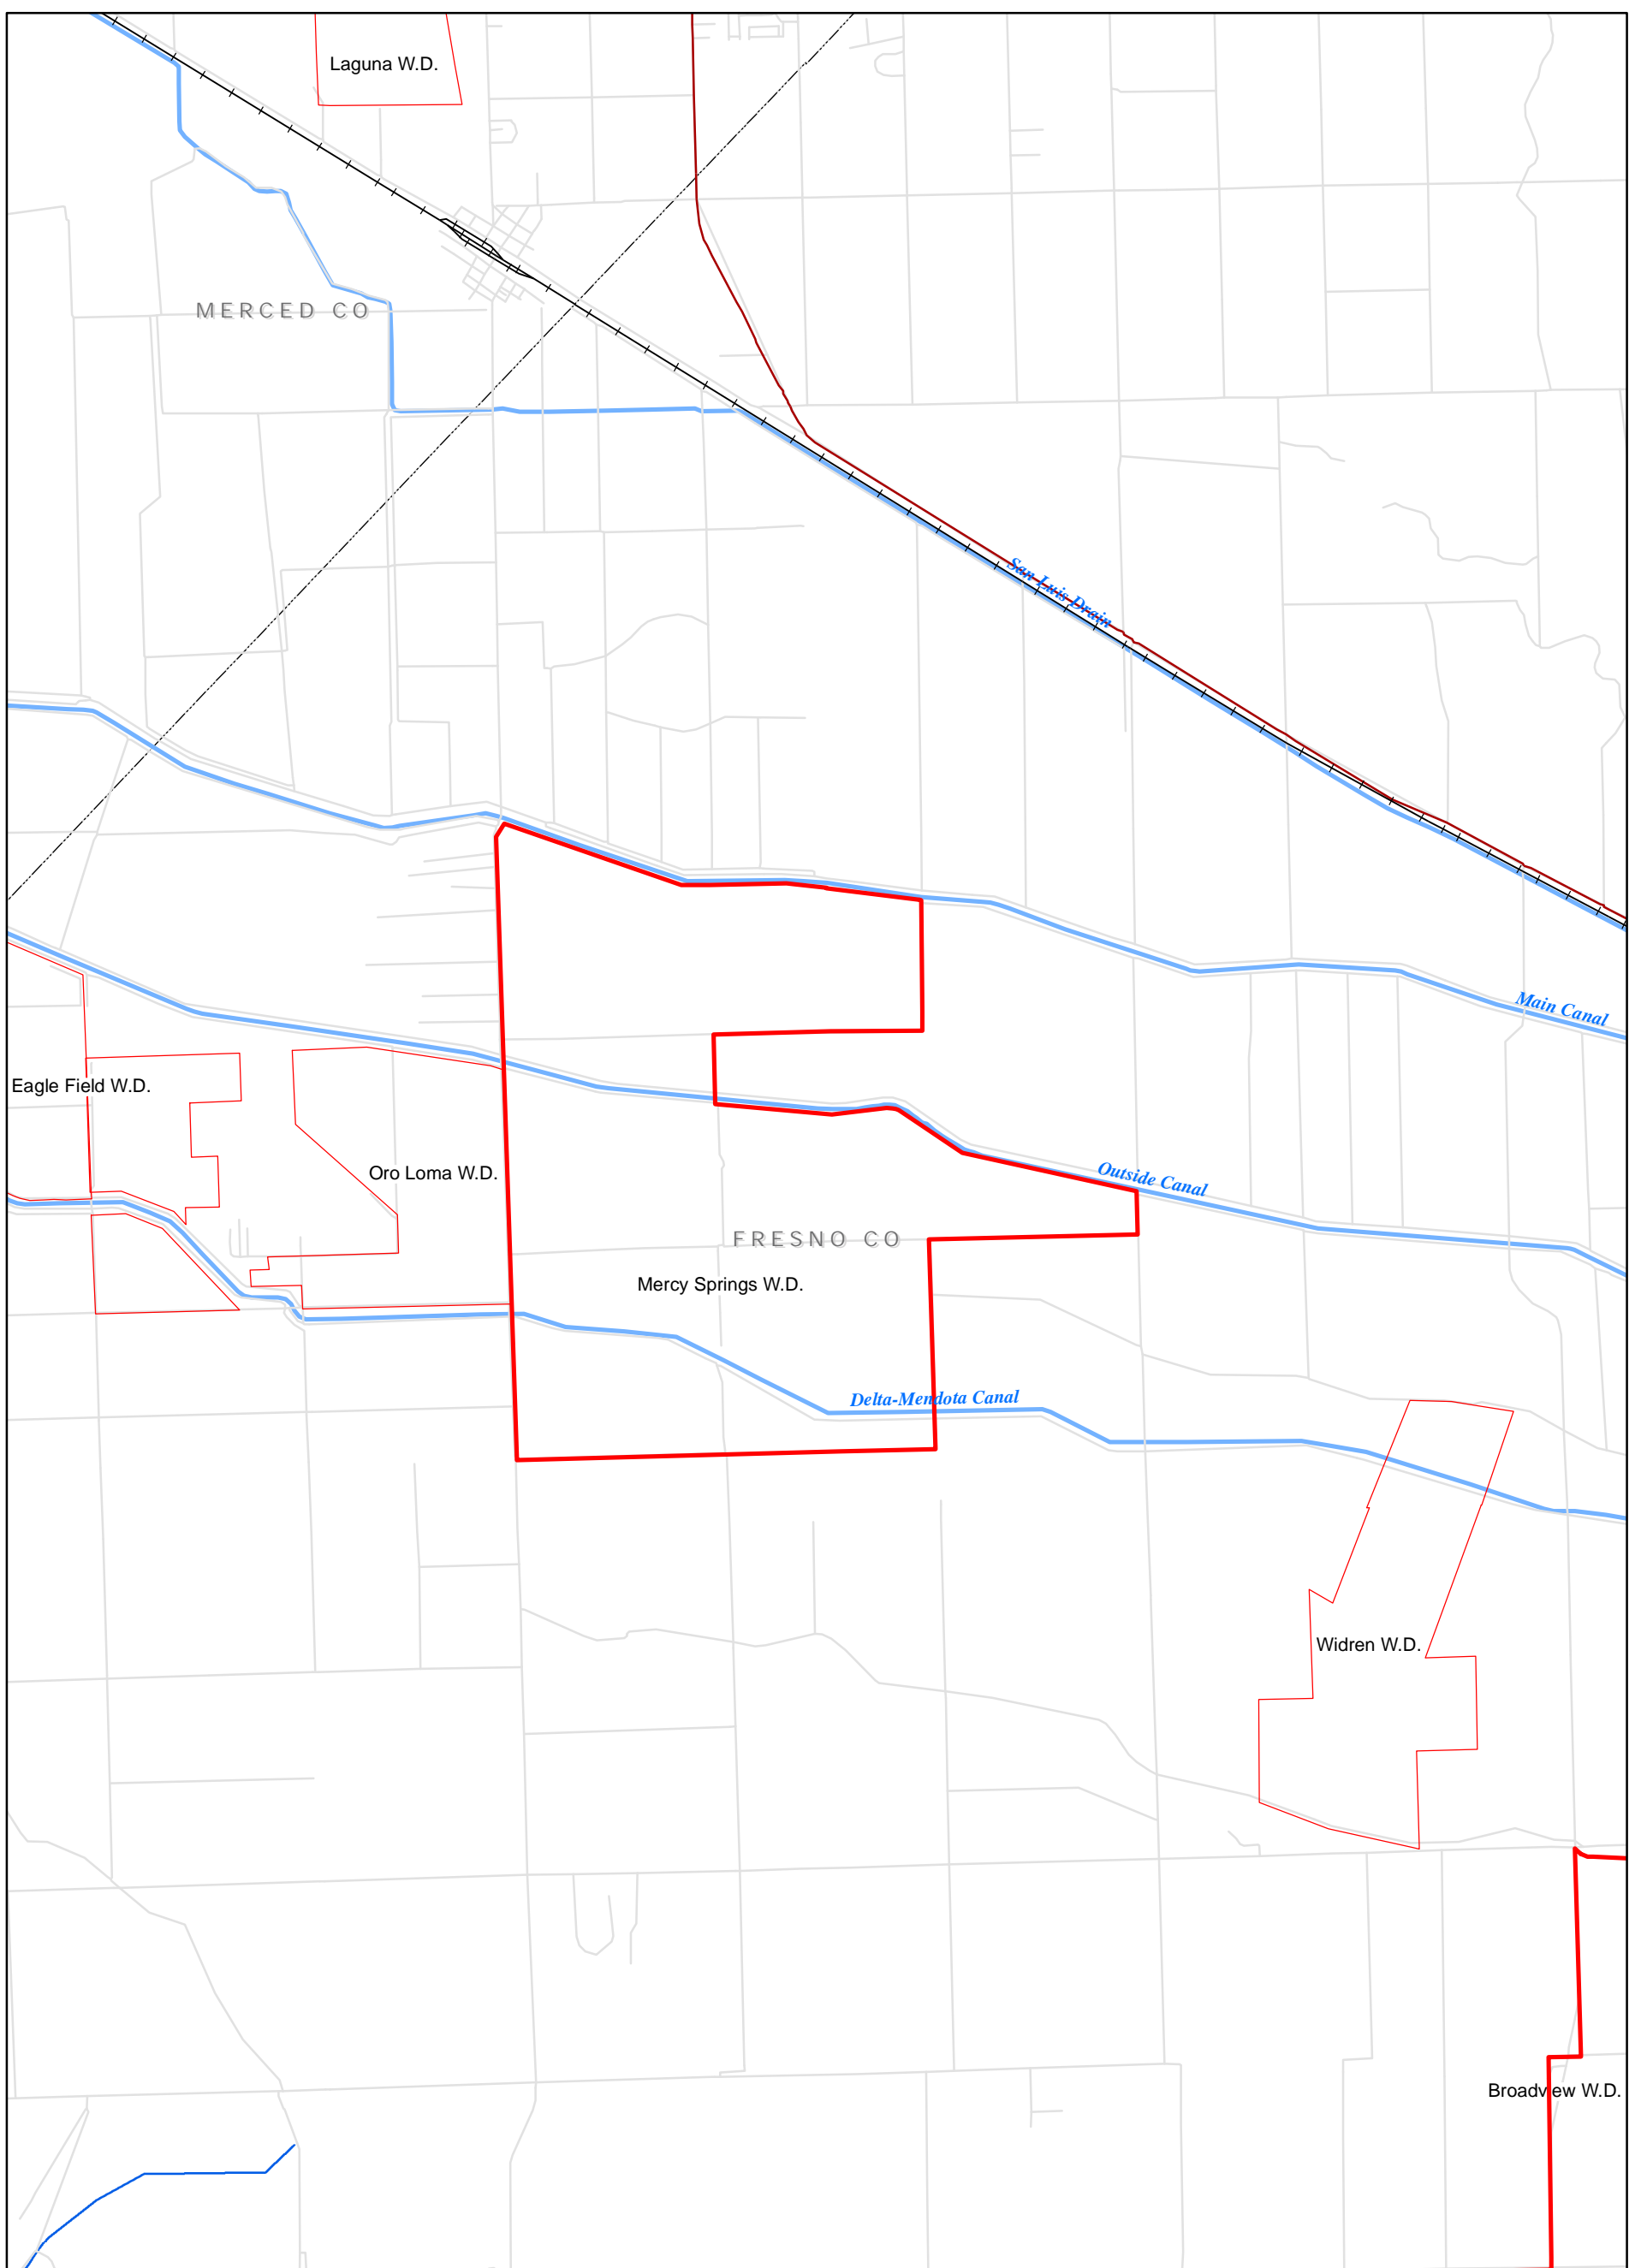 Laguna W.D.
MERCED CO
San Luis Drain
Main Canal
Eagle Field W.D.
Oro Loma W.D.
Outside Canal
FRESNO CO
Mercy Springs W.D.
Delta-Mendota Canal
Widren W.D.
Broadview W.D.